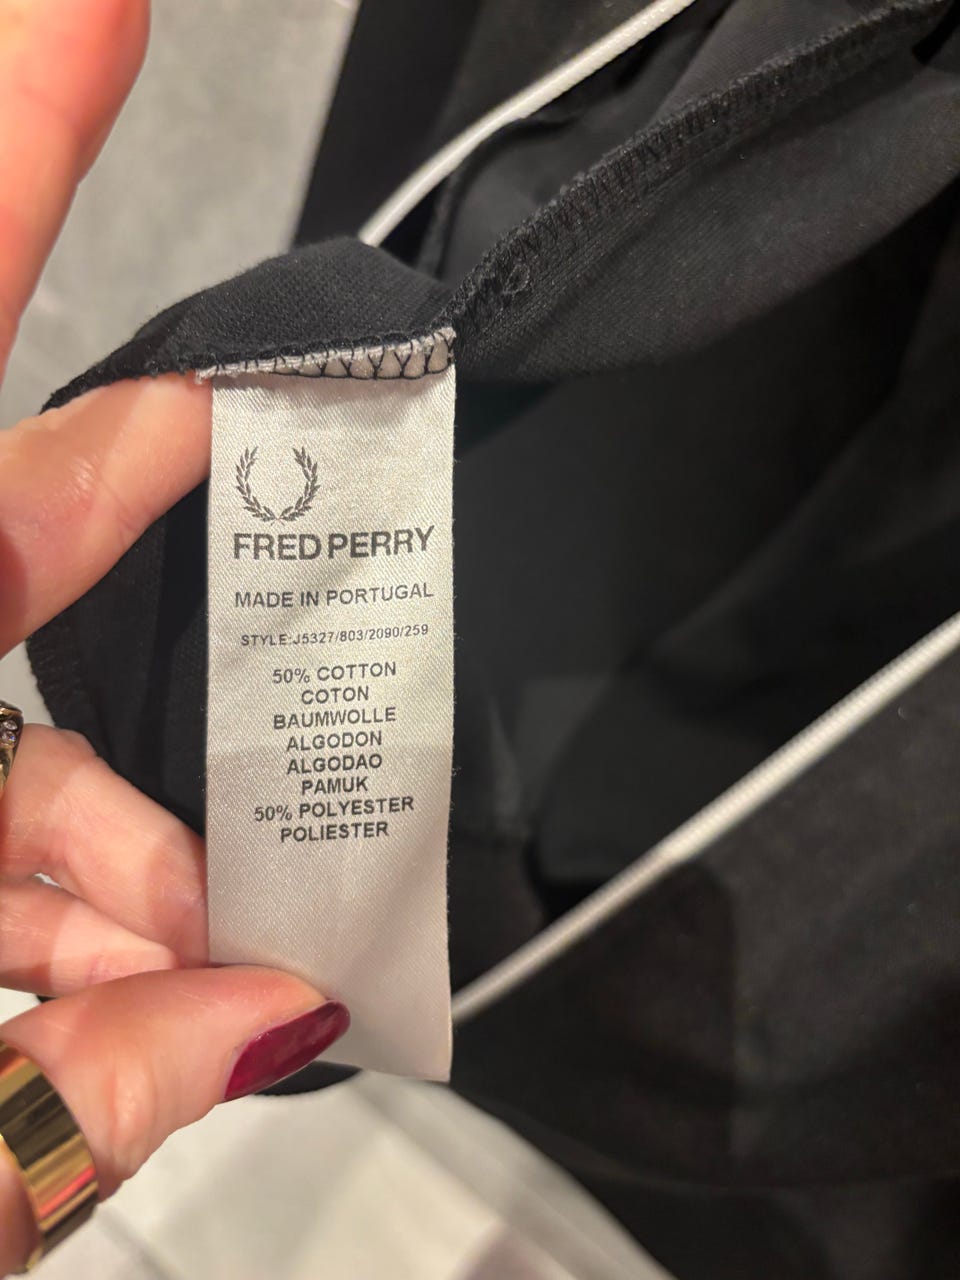 FRED PERRY
MADE IN PORTUGAL
STYLE:J5327/803/2090/259
50% COTTON
COTON
BAUMWOLLE
ALGODON
ALGODAO
PAMUK
50% POLYESTER
POLIESTER